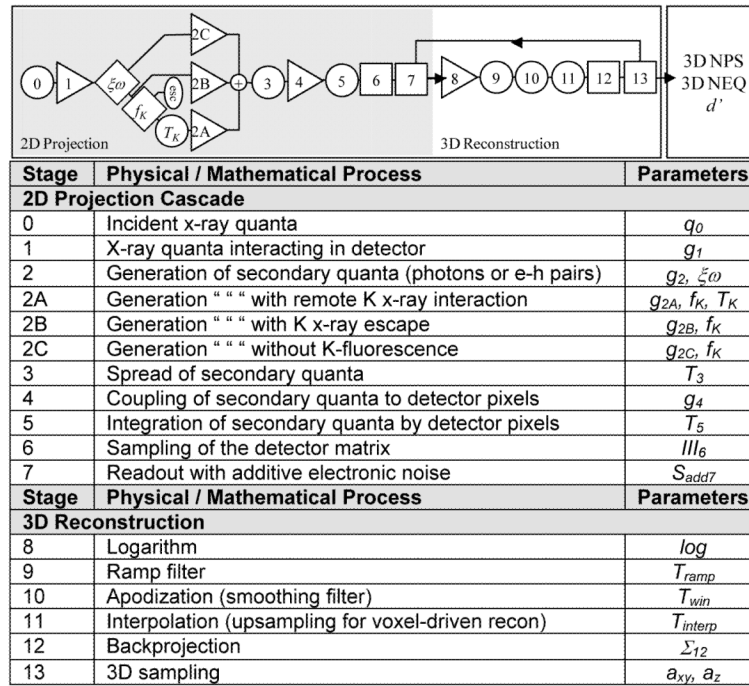 2C
0 1 ξω 2B esc + 3 4 5 6 7 8 9 10 11 12 13
f_K
T_K 2A
2D Projection
3D Reconstruction
3D NPS
3D NEQ
d’
Stage Physical / Mathematical Process Parameters
2D Projection Cascade
0 Incident x-ray quanta q₀
1 X-ray quanta interacting in detector g₁
2 Generation of secondary quanta (photons or e-h pairs) g₂, ξω
2A Generation “ “ “ with remote K x-ray interaction g_2A, f_K, T_K
2B Generation “ “ “ with K x-ray escape g_2B, f_K
2C Generation “ “ “ without K-fluorescence g_2C, f_K
3 Spread of secondary quanta T₃
4 Coupling of secondary quanta to detector pixels g₄
5 Integration of secondary quanta by detector pixels T₅
6 Sampling of the detector matrix III₆
7 Readout with additive electronic noise S_add7
Stage Physical / Mathematical Process Parameters
3D Reconstruction
8 Logarithm log
9 Ramp filter T_ramp
10 Apodization (smoothing filter) T_win
11 Interpolation (upsampling for voxel-driven recon) T_interp
12 Backprojection Σ₁₂
13 3D sampling a_xy, a_z